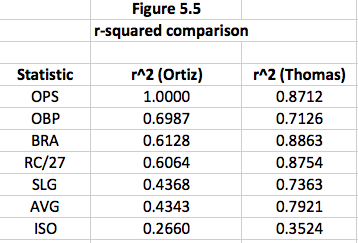 Figure 5.5
r-squared comparison
Statistic r^2 (Ortiz) r^2 (Thomas)
OPS 1.0000 0.8712
OBP 0.6987 0.7126
BRA 0.6128 0.8863
RC/27 0.6064 0.8754
SLG 0.4368 0.7363
AVG 0.4343 0.7921
ISO 0.2660 0.3524